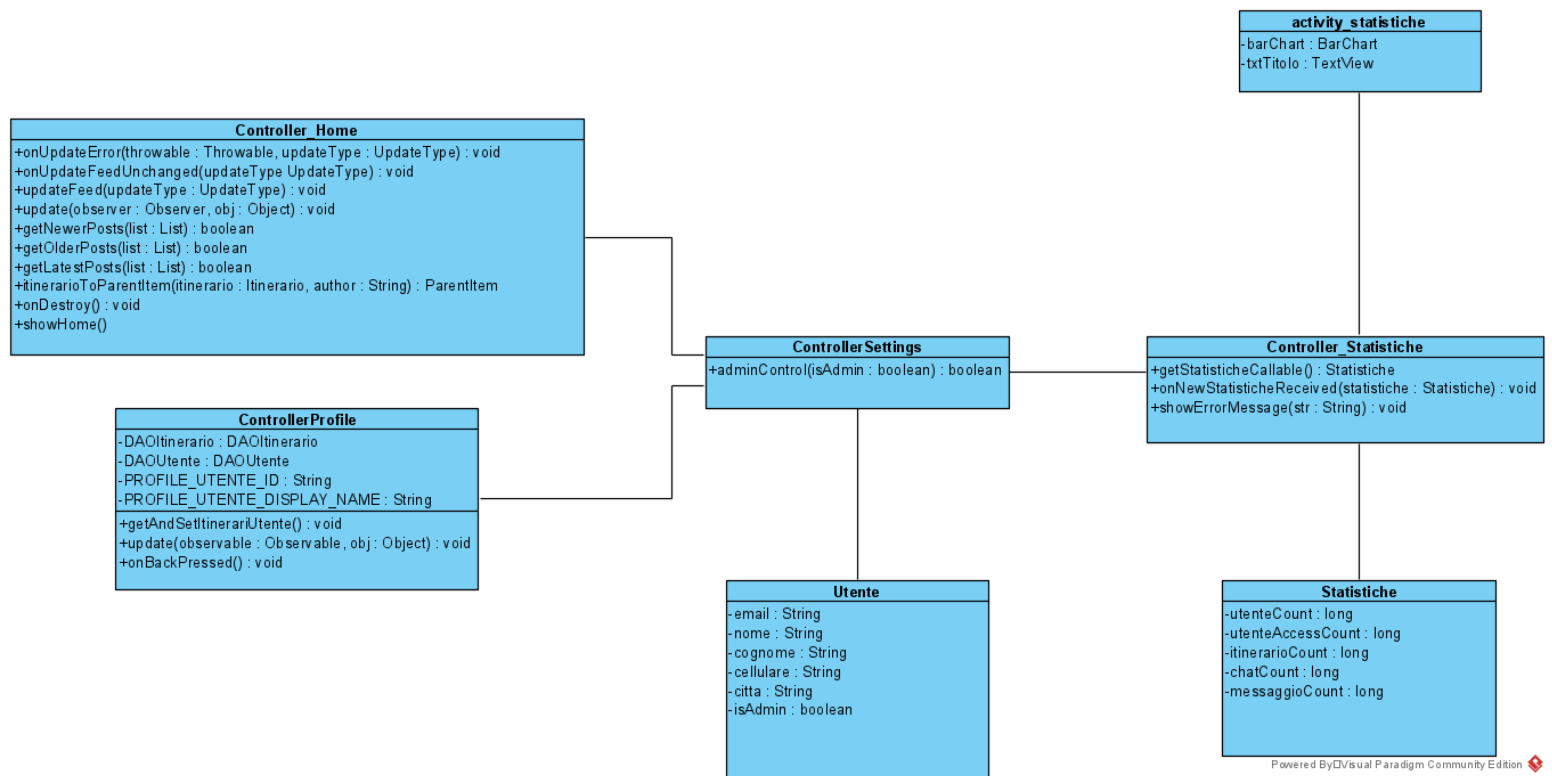 activity_statistiche
-barChart : BarChart
-txtTitolo : TextView
Controller_Home
+onUpdateError(throwable : Throwable, updateType : UpdateType) : void
+onUpdateFeedUnchanged(updateType UpdateType) : void
+updateFeed(updateType : UpdateType) : void
+update(observer : Observer, obj : Object) : void
+getNewerPosts(list : List) : boolean
+getOlderPosts(list : List) : boolean
+getLatestPosts(list : List) : boolean
+itinerarioToParentItem(itinerario : Itinerario, author : String) : ParentItem
+onDestroy() : void
+showHome()
ControllerSettings
+adminControl(isAdmin : boolean) : boolean
Controller_Statistiche
+getStatisticheCallable() : Statistiche
+onNewStatisticheReceived(statistiche : Statistiche) : void
+showErrorMessage(str : String) : void
ControllerProfile
-DAOItinerario : DAOItinerario
-DAOUtente : DAOUtente
-PROFILE_UTENTE_ID : String
-PROFILE_UTENTE_DISPLAY_NAME : String
+getAndSetItinerariUtente() : void
+update(observable : Observable, obj : Object) : void
+onBackPressed() : void
Utente
-email : String
-nome : String
-cognome : String
-cellulare : String
-citta : String
-isAdmin : boolean
Statistiche
-utenteCount : long
-utenteAccessCount : long
-itinerarioCount : long
-chatCount : long
-messaggioCount : long
Powered By Visual Paradigm Community Edition